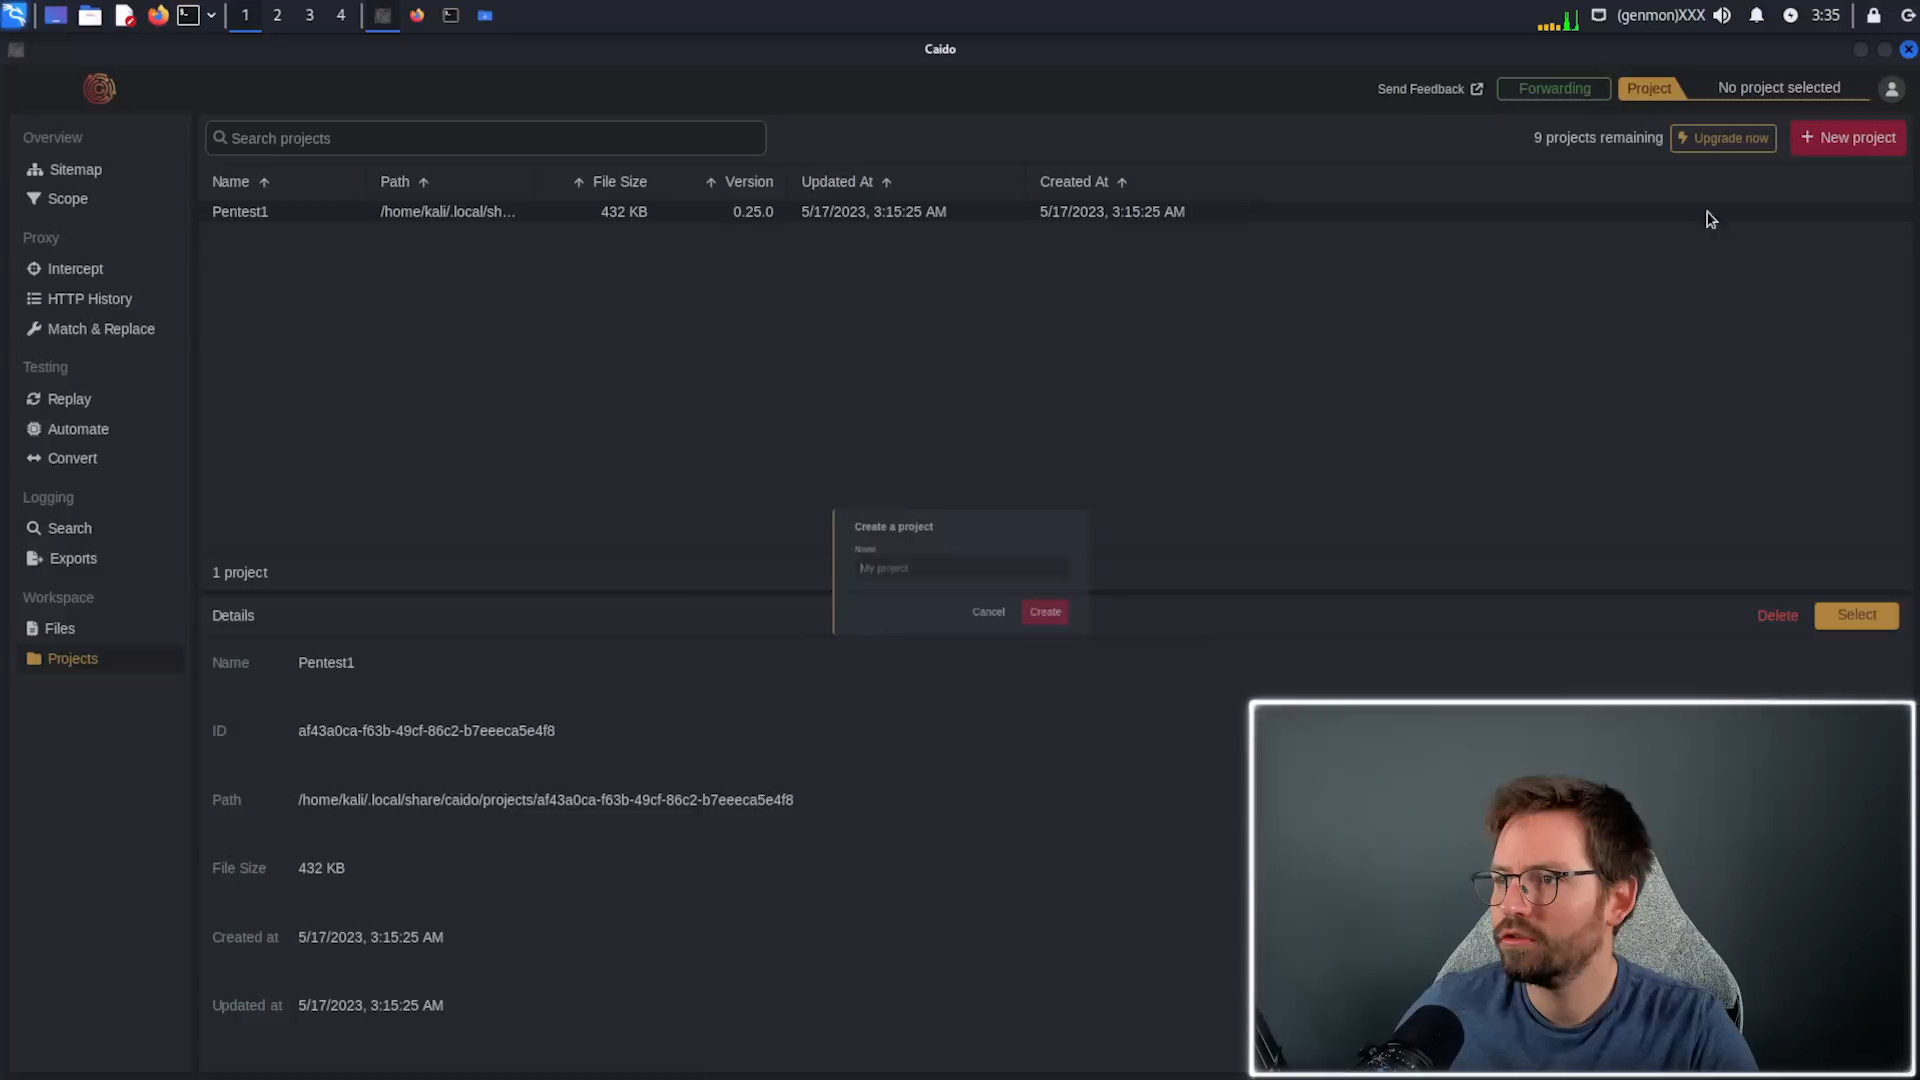 1
2
3
4
(genmon)XXX
3:35
Caido
Send Feedback
Forwarding
Project
No project selected
Overview
Sitemap
Scope
Proxy
Intercept
HTTP History
Match & Replace
Testing
Replay
Automate
Convert
Logging
Search
Exports
Workspace
Files
Projects
Search projects
9 projects remaining
Upgrade now
+ New project
Name
Path
File Size
Version
Updated At
Created At
Pentest1
/home/kali/.local/sh...
432 KB
0.25.0
5/17/2023, 3:15:25 AM
5/17/2023, 3:15:25 AM
1 project
Create a project
Name
My project
Cancel
Create
Details
Delete
Select
Name
Pentest1
ID
af43a0ca-f63b-49cf-86c2-b7eeeca5e4f8
Path
/home/kali/.local/share/caido/projects/af43a0ca-f63b-49cf-86c2-b7eeeca5e4f8
File Size
432 KB
Created at
5/17/2023, 3:15:25 AM
Updated at
5/17/2023, 3:15:25 AM